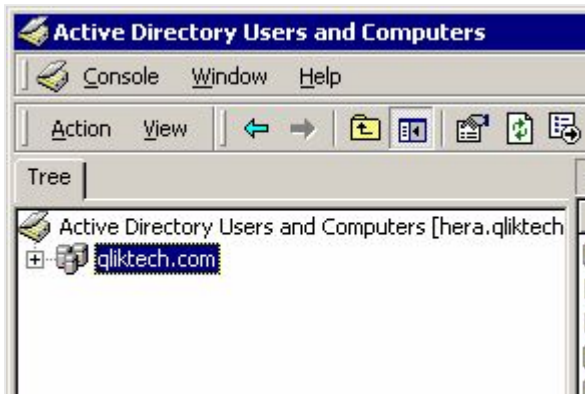 Active Directory Users and Computers
Console Window Help
Action View
Tree
Active Directory Users and Computers [hera.qliktech
qliktech.com